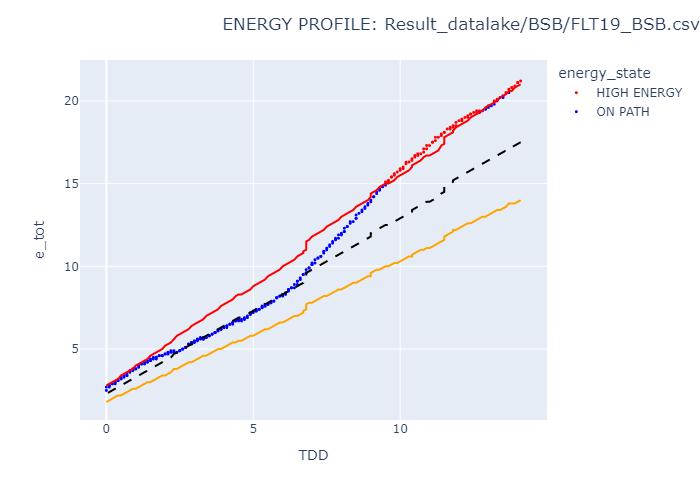 ENERGY PROFILE: Result_datalake/BSB/FLT19_BSB.csv
energy_state
HIGH ENERGY
ON PATH
e_tot
20
15
10
5
0
5
10
TDD